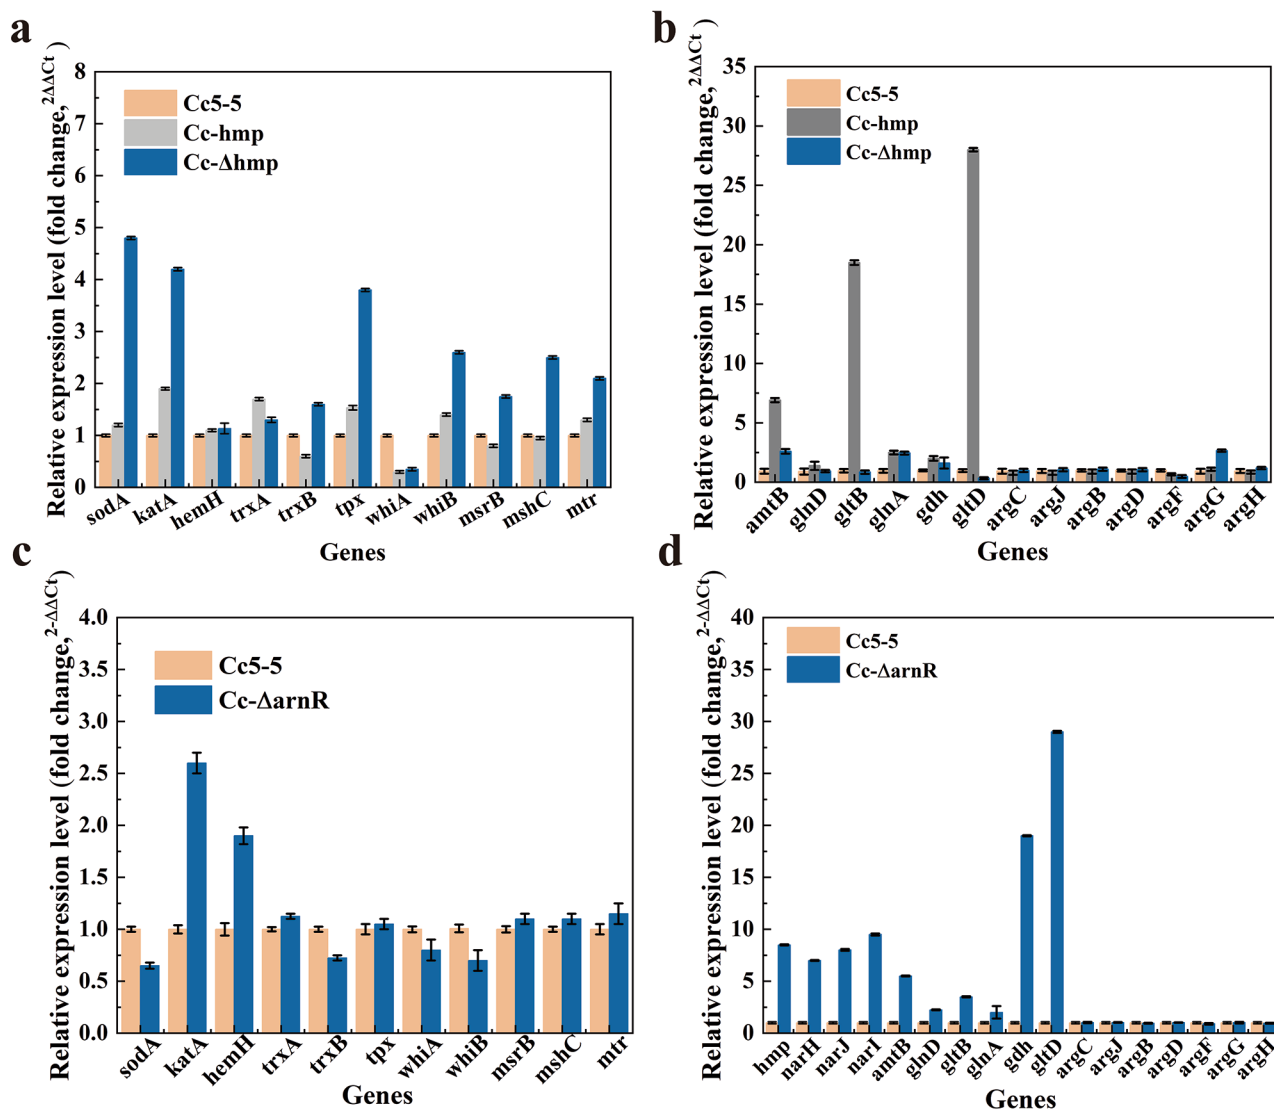 a
Relative expression level (fold change, 2ΔΔCt )
8
7
6
5
4
3
2
1
0
Cc5-5
Cc-hmp
Cc-Δhmp
sodA katA hemH trxA trxB tpx whiA whiB msrB mshC mtr
Genes
b
Relative expression level (fold change, 2ΔΔCt )
35
30
25
20
15
10
5
0
Cc5-5
Cc-hmp
Cc-Δhmp
amtB glnD gltB glnA gdh gltD argC argJ argB argD argF argG argH
Genes
c
Relative expression level (fold change, 2-ΔΔCt )
4.0
3.5
3.0
2.5
2.0
1.5
1.0
0.5
0.0
Cc5-5
Cc-ΔarnR
sodA katA hemH trxA trxB tpx whiA whiB msrB mshC mtr
Genes
d
Relative expression level (fold change, 2-ΔΔCt )
40
35
30
25
20
15
10
5
0
Cc5-5
Cc-ΔarnR
hmp narH narJ narI amtB glnD gltB glnA gdh gltD argC argJ argB argD argF argG argH
Genes